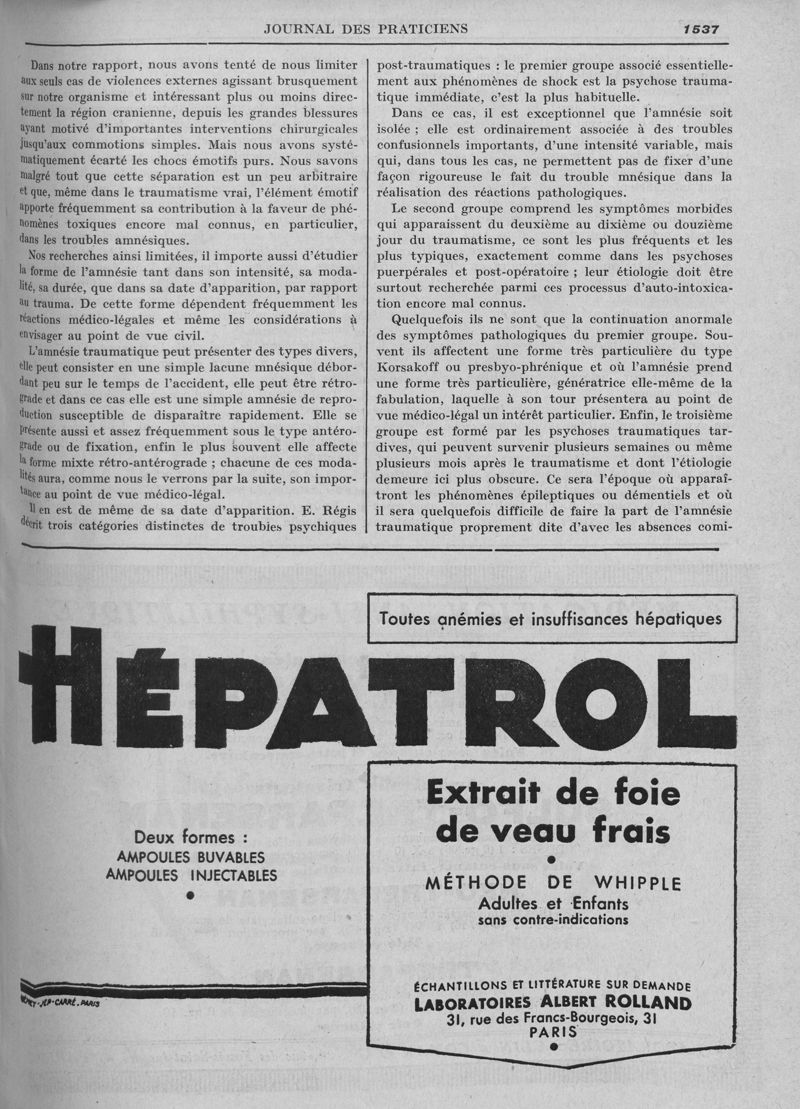 JOURNAL DES PRATICIENS
1537
Dans notre rapport, nous avons tenté de nous limiter
aux seuls cas de violences externes agissant brusquement
sur notre organisme et intéressant plus ou moins direc-
tement la région cranienne, depuis les grandes blessures
ayant motivé d'importantes interventions chirurgicales
jusqu'aux commotions simples. Mais nous avons systé-
matiquement écarté les chocs émotifs purs. Nous savons
malgré tout que cette séparation est un peu arbitraire
et que, même dans le traumatisme vrai, l'élément émotif
apporte fréquemment sa contribution à la faveur de phé-
nomènes toxiques encore mal connus, en particulier,
dans les troubles amnésiques.
Nos recherches ainsi limitées, il importe aussi d'étudier
la forme de l'amnésie tant dans son intensité, sa moda-
lité, sa durée, que dans sa date d'apparition, par rapport
au trauma. De cette forme dépendent fréquemment les
réactions médico-légales et même les considérations à
envisager au point de vue civil.
L'amnésie traumatique peut présenter des types divers,
elle peut consister en une simple lacune mnésique débor-
dant peu sur le temps de l'accident, elle peut être rétro-
grade et dans ce cas elle est une simple amnésie de repro-
duction susceptible de disparaître rapidement. Elle se
présente aussi et assez fréquemment sous le type antéro-
grade ou de fixation, enfin le plus souvent elle affecte
la forme mixte rétro-antérograde ; chacune de ces moda-
lités aura, comme nous le verrons par la suite, son impor-
tance au point de vue médico-légal.
Il en est de même de sa date d'apparition. E. Régis
décrit trois catégories distinctes de troubles psychiques
post-traumatiques : le premier groupe associé essentielle-
ment aux phénomènes de shock est la psychose trauma-
tique immédiate, c'est la plus habituelle.
Dans ce cas, il est exceptionnel que l'amnésie soit
isolée ; elle est ordinairement associée à des troubles
confusionnels importants, d'une intensité variable, mais
qui, dans tous les cas, ne permettent pas de fixer d'une
façon rigoureuse le fait du trouble mnésique dans la
réalisation des réactions pathologiques.
Le second groupe comprend les symptômes morbides
qui apparaissent du deuxième au dixième ou douzième
jour du traumatisme, ce sont les plus fréquents et les
plus typiques, exactement comme dans les psychoses
puerpérales et post-opératoire ; leur étiologie doit être
surtout recherchée parmi ces processus d'auto-intoxica-
tion encore mal connus.
Quelquefois ils ne sont que la continuation anormale
des symptômes pathologiques du premier groupe. Sou-
vent ils affectent une forme très particulière du type
Korsakoff ou presbyo-phrénique et où l'amnésie prend
une forme très particulière, génératrice elle-même de la
fabulation, laquelle à son tour présentera au point de
vue médico-légal un intérêt particulier. Enfin, le troisième
groupe est formé par les psychoses traumatiques tar-
dives, qui peuvent survenir plusieurs semaines ou même
plusieurs mois après le traumatisme et dont l'étiologie
demeure ici plus obscure. Ce sera l'époque où apparaî-
tront les phénomènes épileptiques ou démentiels et où
il sera quelquefois difficile de faire la part de l'amnésie
traumatique proprement dite d'avec les absences comi-
Toutes anémies et insuffisances hépatiques
HÉPATROL
Deux formes :
AMPOULES BUVABLES
AMPOULES INJECTABLES
Extrait de foie
de veau frais
MÉTHODE DE WHIPPLE
Adultes et Enfants
sans contre-indications
ÉCHANTILLONS ET LITTÉRATURE SUR DEMANDE
LABORATOIRES ALBERT ROLLAND
31, rue des Francs-Bourgeois, 31
PARIS
CARRÉ. PARIS